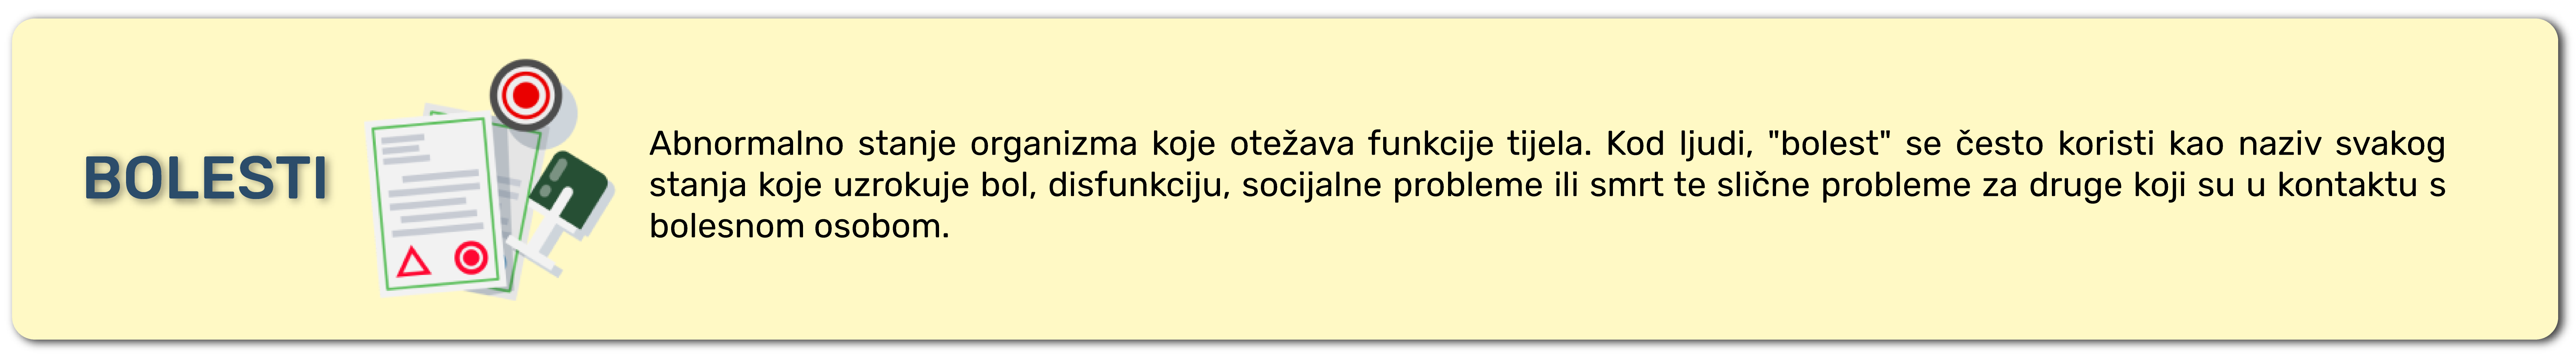 BOLESTI
Abnormalno stanje organizma koje otežava funkcije tijela. Kod ljudi, "bolest" se često koristi kao naziv svakog
stanja koje uzrokuje bol, disfunkciju, socijalne probleme ili smrt te slične probleme za druge koji su u kontaktu s
bolesnom osobom.